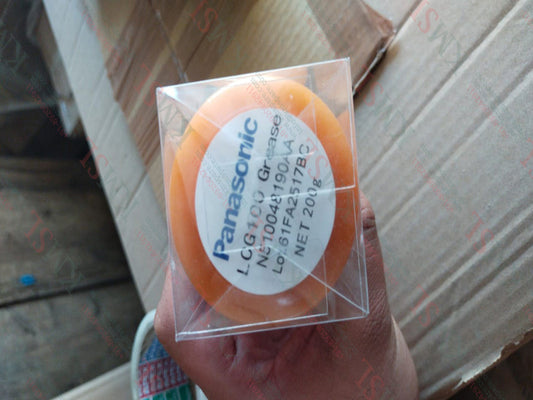 Panasonic
LCG100 Grease
N510048190AA
Lot.61FA2517BC
NET 200g